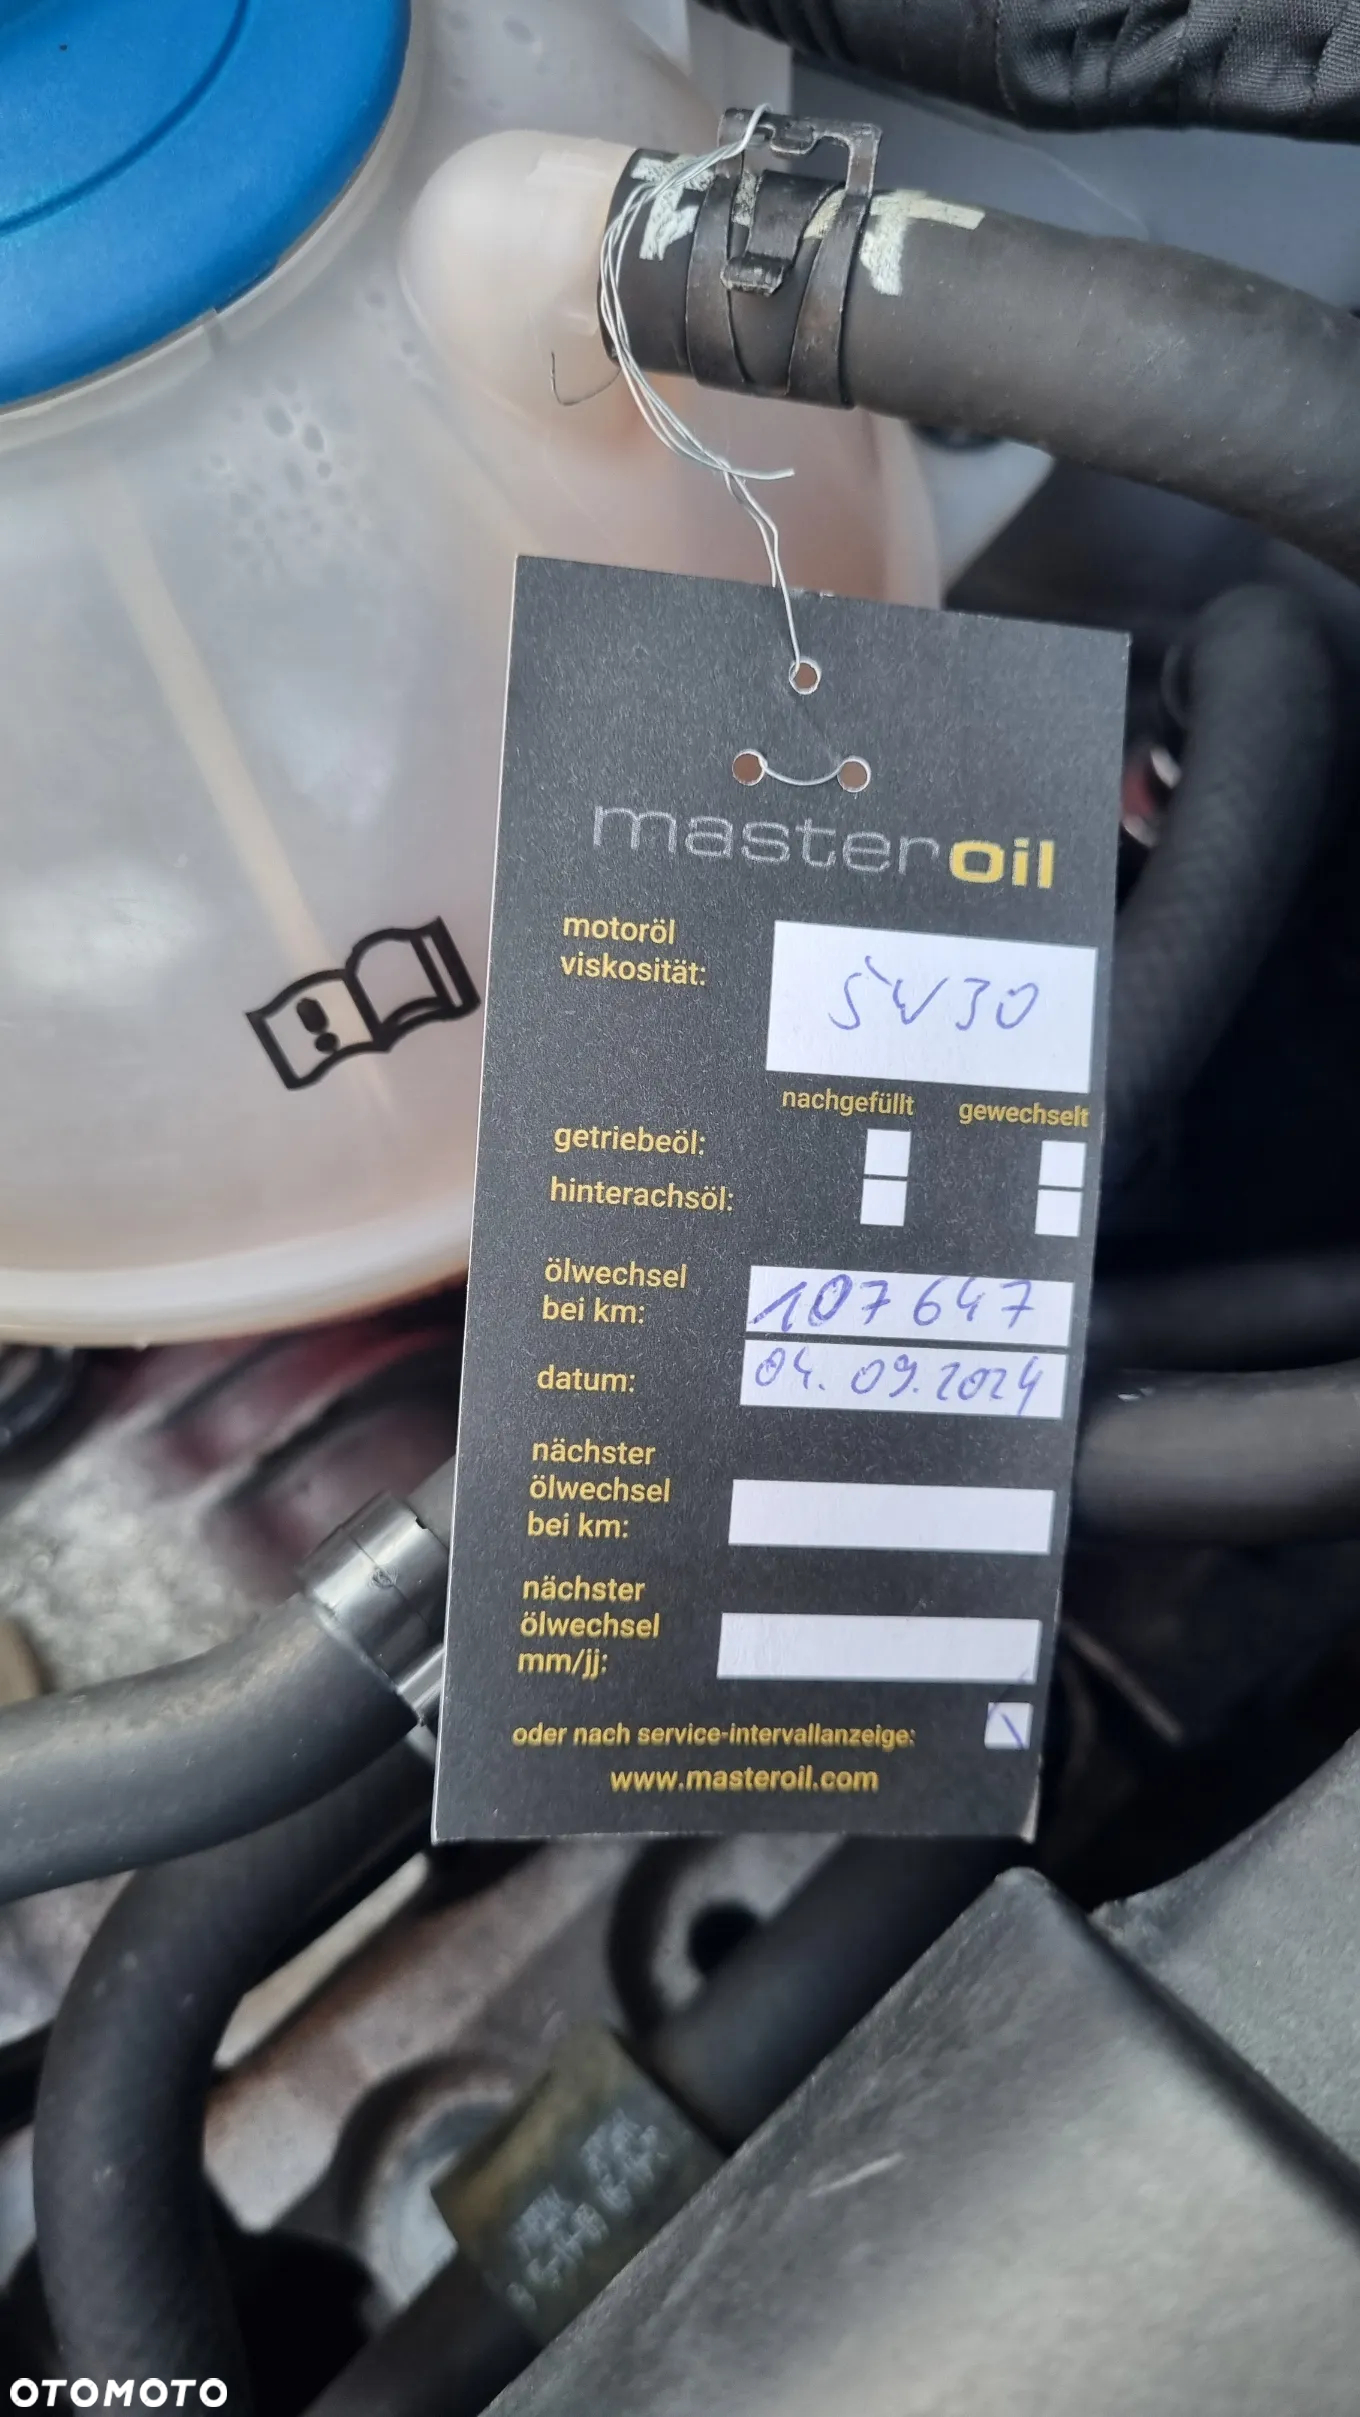 masteroil
motoröl
viskosität:
5W30
nachgefüllt gewechselt
getriebeöl:
hinterachsöl:
ölwechsel
bei km:
107647
datum:
04.09.2024
nächster
ölwechsel
bei km:
nächster
ölwechsel
mm/jj:
oder nach service-intervallanzeige:
www.masteroil.com
OTOMOTO